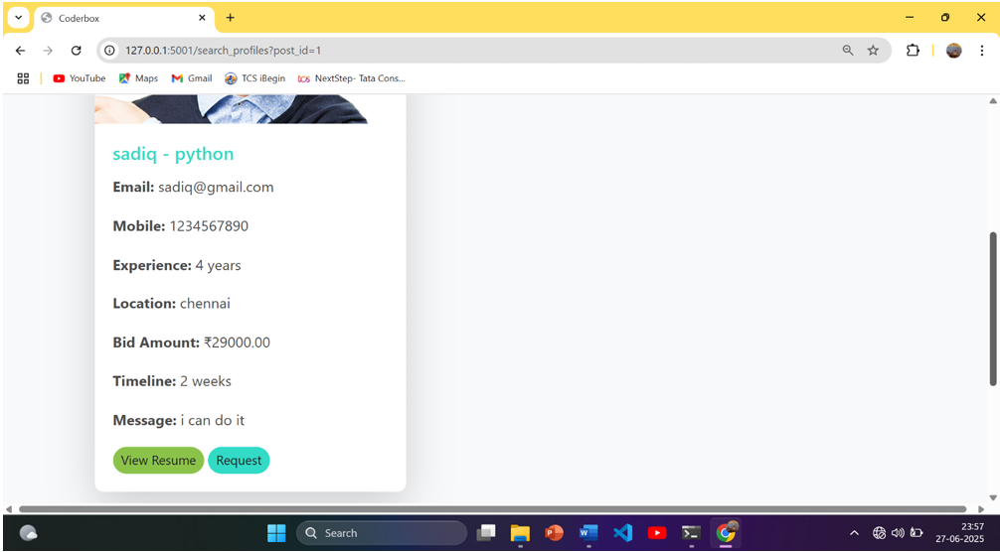 Coderbox
127.0.0.1:5001/search_profiles?post_id=1
YouTube Maps Gmail TCS iBegin NextStep- Tata Cons...
sadiq - python
Email: sadiq@gmail.com
Mobile: 1234567890
Experience: 4 years
Location: chennai
Bid Amount: ₹29000.00
Timeline: 2 weeks
Message: i can do it
View Resume Request
Search
23:57
27-06-2025